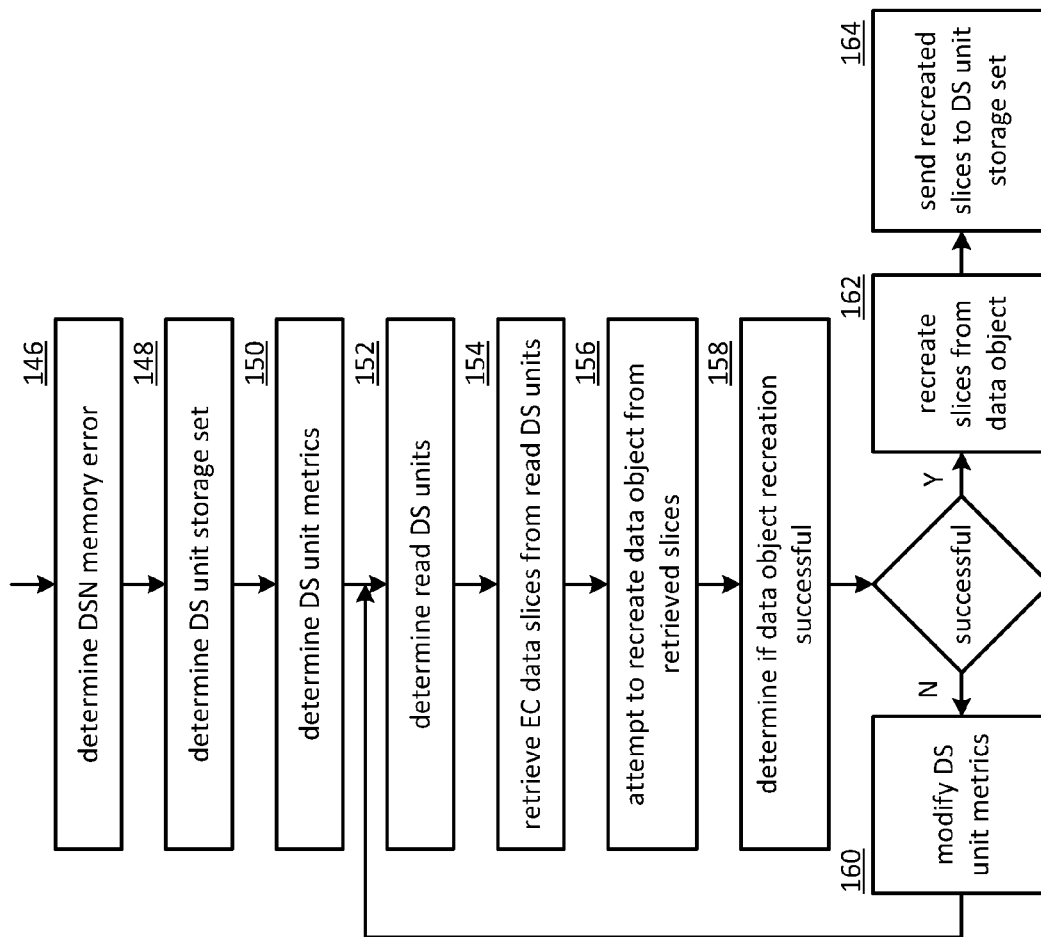 146
determine DSN memory error
148
determine DS unit storage set
150
determine DS unit metrics
152
determine read DS units
154
retrieve EC data slices from read DS units
156
attempt to recreate data object from
retrieved slices
158
determine if data object recreation
successful
successful
N
Y
160
modify DS
unit metrics
162
recreate
slices from
data object
164
send recreated
slices to DS unit
storage set